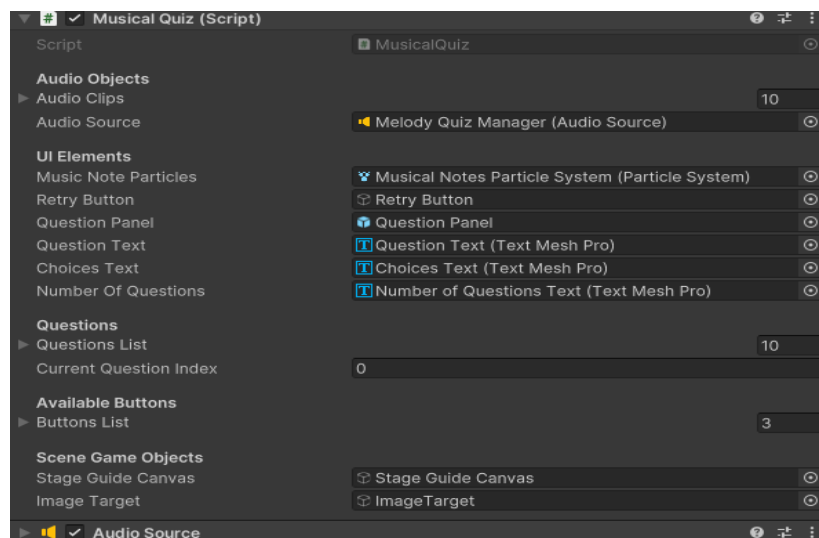 Musical Quiz (Script)
Script MusicalQuiz
Audio Objects
Audio Clips 10
Audio Source Melody Quiz Manager (Audio Source)
UI Elements
Music Note Particles Musical Notes Particle System (Particle System)
Retry Button Retry Button
Question Panel Question Panel
Question Text Question Text (Text Mesh Pro)
Choices Text Choices Text (Text Mesh Pro)
Number Of Questions Number of Questions Text (Text Mesh Pro)
Questions
Questions List 10
Current Question Index 0
Available Buttons
Buttons List 3
Scene Game Objects
Stage Guide Canvas Stage Guide Canvas
Image Target ImageTarget
Audio Source